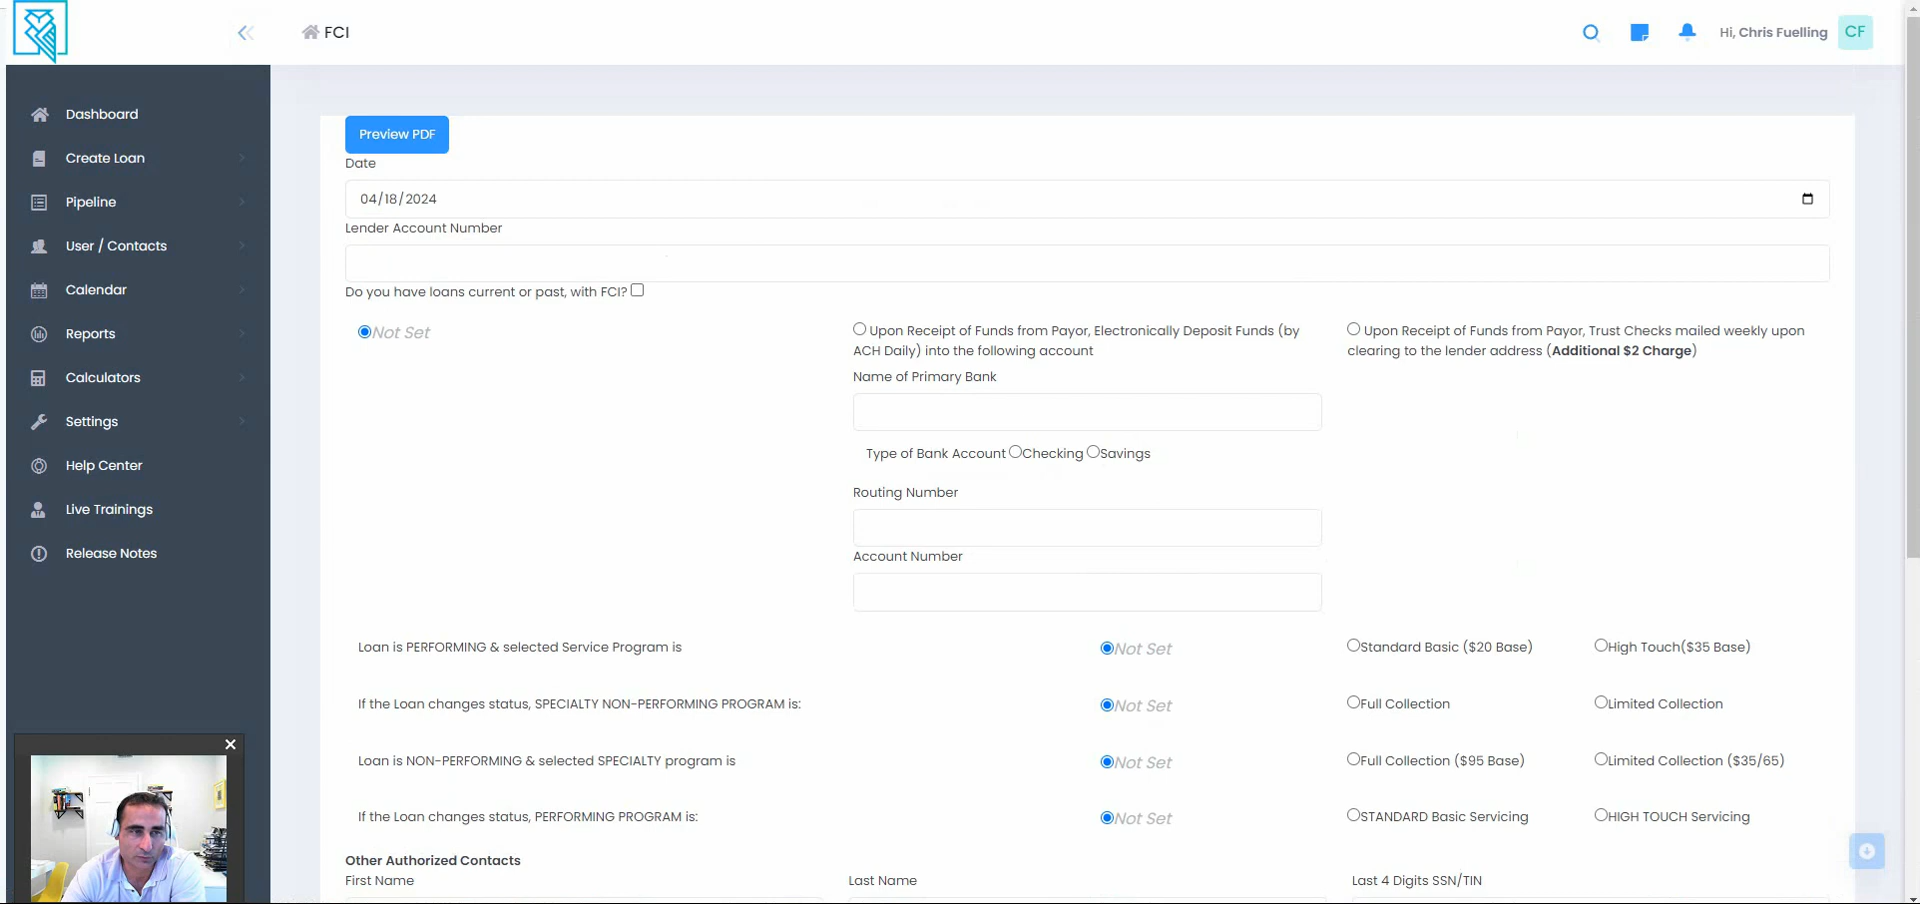 FCI
Hi, Chris Fuelling
CF
Dashboard
Create Loan
Pipeline
User / Contacts
Calendar
Reports
Calculators
Settings
Help Center
Live Trainings
Release Notes
Preview PDF
Date
04/18/2024
Lender Account Number
Do you have loans current or past, with FCI?
Not Set
Upon Receipt of Funds from Payor, Electronically Deposit Funds (by
ACH Daily) into the following account
Name of Primary Bank
Type of Bank Account Checking Savings
Routing Number
Account Number
Upon Receipt of Funds from Payor, Trust Checks mailed weekly upon
clearing to the lender address (Additional $2 Charge)
Loan is PERFORMING & selected Service Program is Not Set Standard Basic ($20 Base) High Touch($35 Base)
If the Loan changes status, SPECIALTY NON-PERFORMING PROGRAM is: Not Set Full Collection Limited Collection
Loan is NON-PERFORMING & selected SPECIALTY program is Not Set Full Collection ($95 Base) Limited Collection ($35/65)
If the Loan changes status, PERFORMING PROGRAM is: Not Set STANDARD Basic Servicing HIGH TOUCH Servicing
Other Authorized Contacts
First Name Last Name Last 4 Digits SSN/TIN